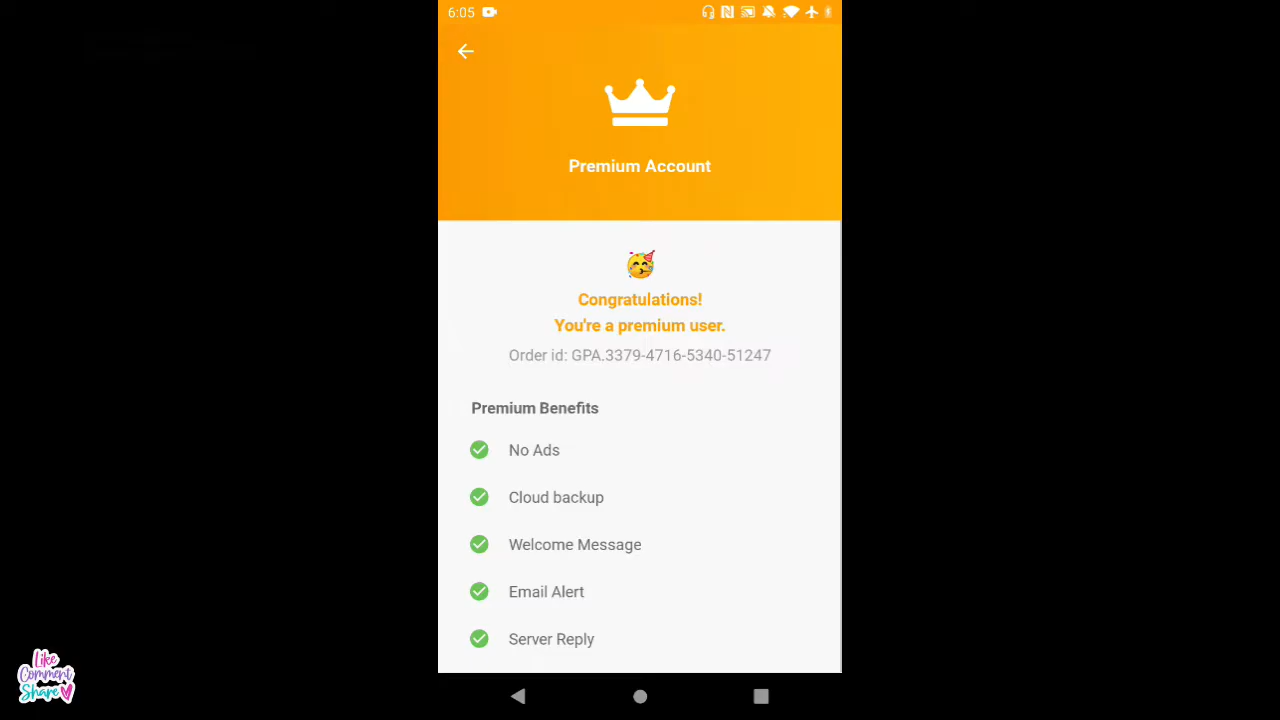 6:05
Premium Account
Congratulations!
You're a premium user.
Order id: GPA.3379-4716-5340-51247
Premium Benefits
No Ads
Cloud backup
Welcome Message
Email Alert
Server Reply
Like
Comment
Share